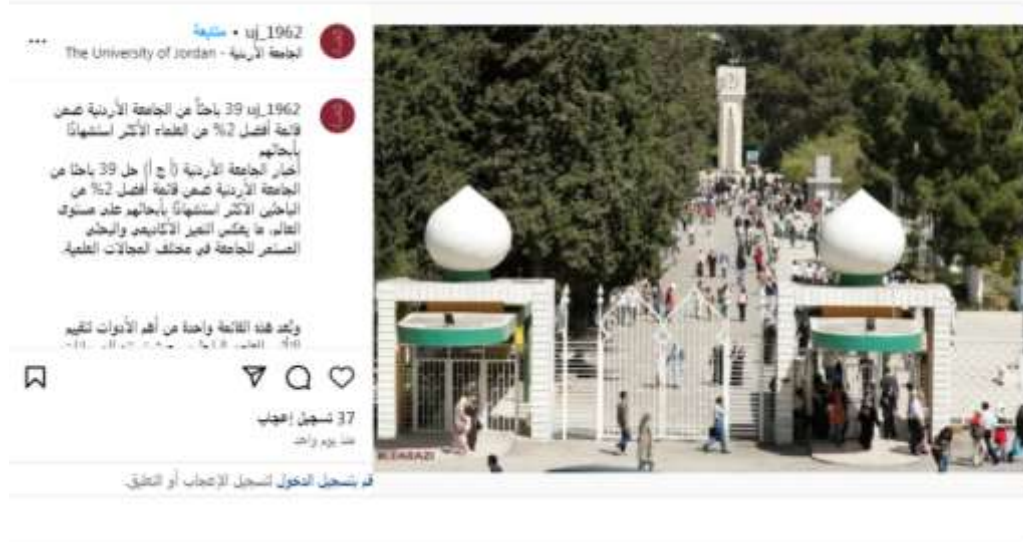 uj_1962 • متابعة
الجامعة الأردنية - The University of Jordan
uj_1962 39 باحثاً من الجامعة الأردنية ضمن
قائمة أفضل 2% من العلماء الأكثر استشهادًا
بأبحاثهم
أخبار الجامعة الأردنية (أ ج أ) حل 39 باحثا من
الجامعة الأردنية ضمن قائمة أفضل 2% من
الباحثين الأكثر استشهادًا بأبحاثهم على مستوى
العالم، ما يعكس التميز الأكاديمي والبحثي
المستمر للجامعة في مختلف المجالات العلمية.
وتُعد هذه القائمة واحدة من أهم الأدوات لتقييم
37 تسجيل إعجاب
منذ يوم واحد
قم بتسجيل الدخول لتسجيل الإعجاب أو التعليق.